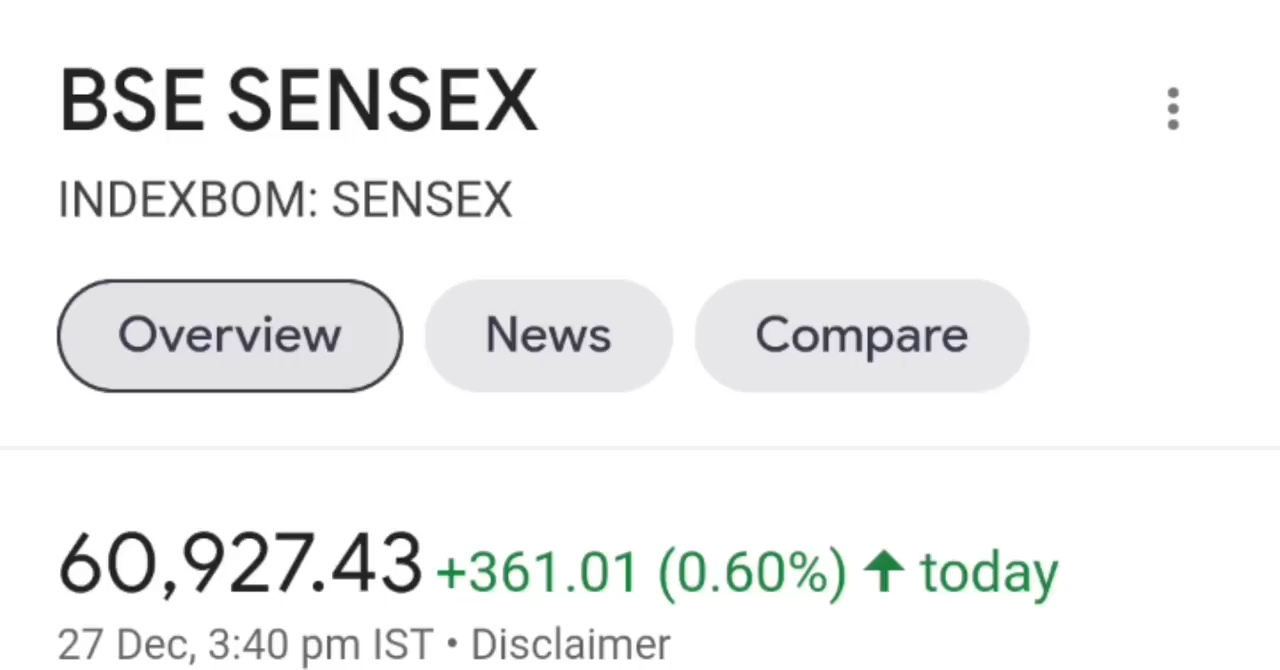 BSE SENSEX
INDEXBOM: SENSEX
Overview News Compare
60,927.43 +361.01 (0.60%) ↑ today
27 Dec, 3:40 pm IST • Disclaimer